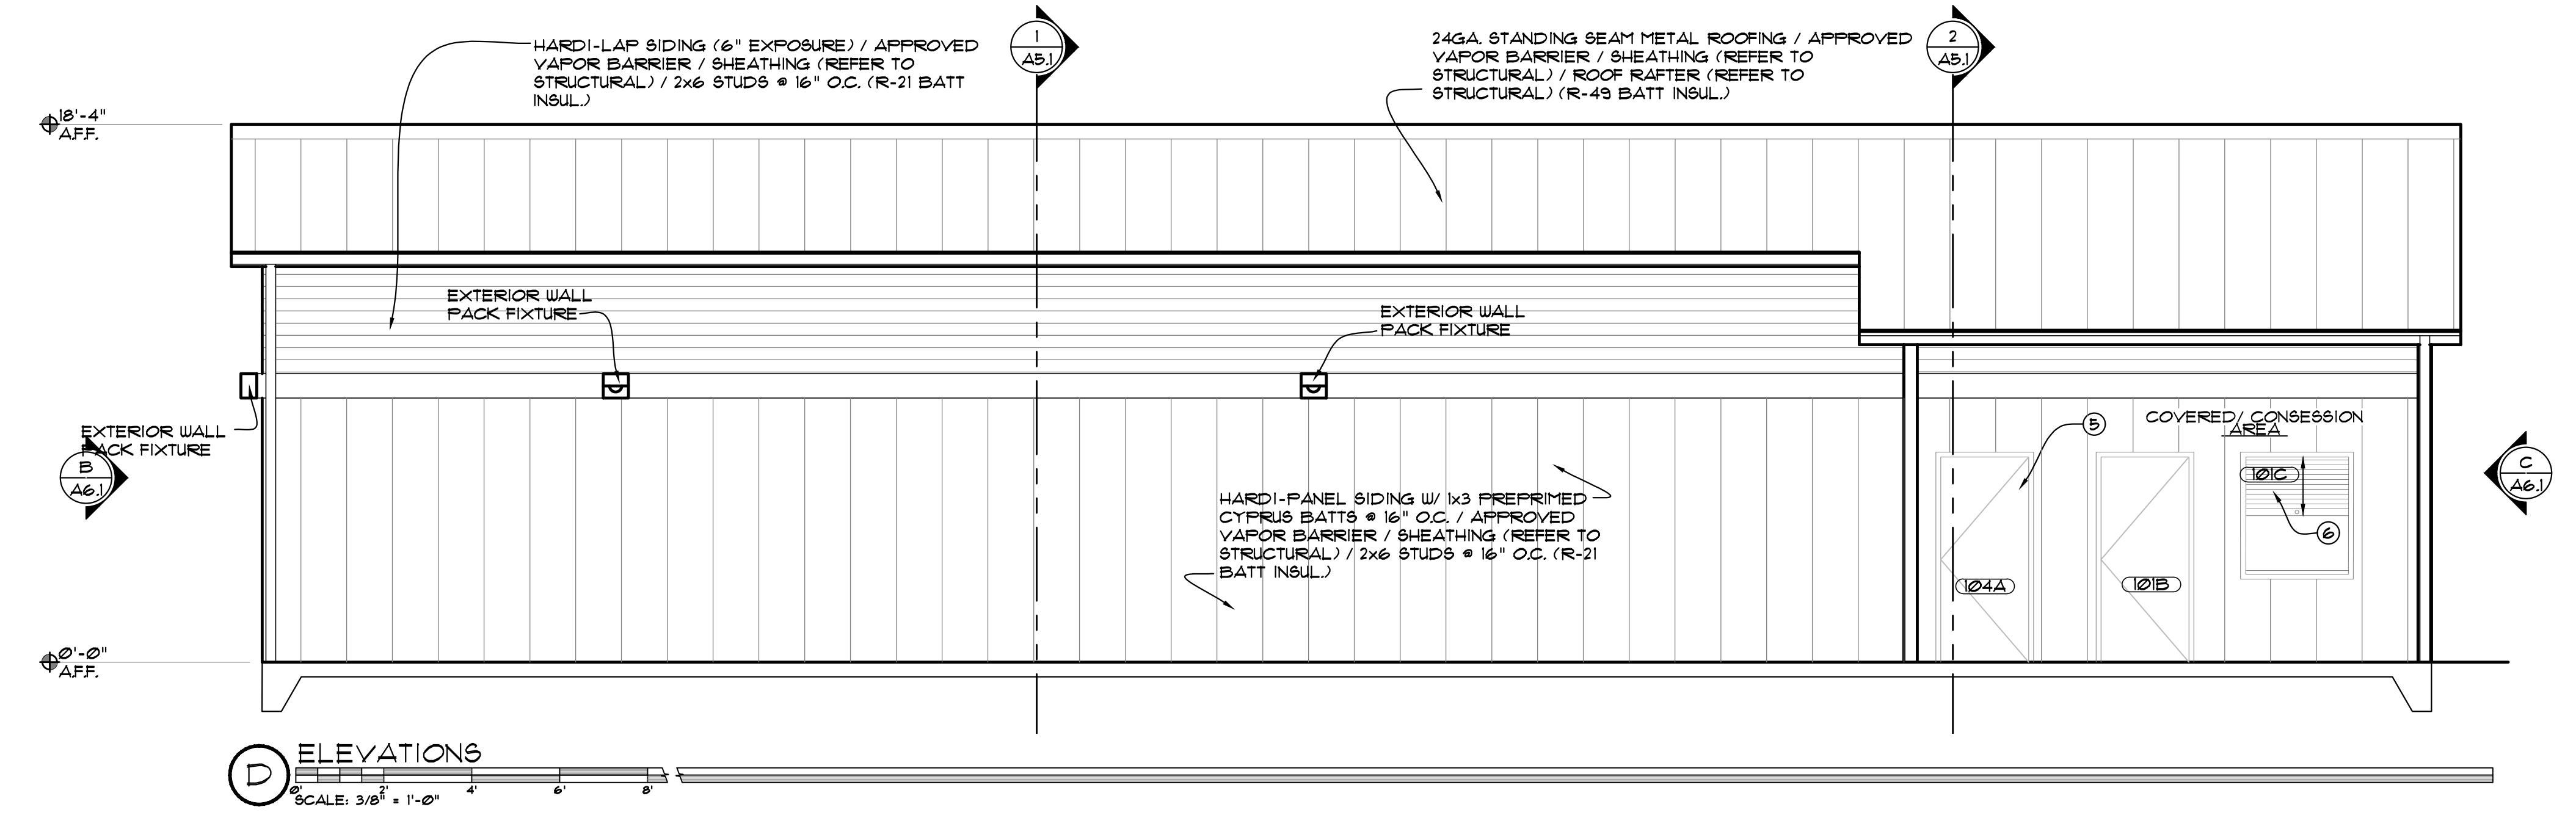 HARDI-LAP SIDING (6" EXPOSURE) / APPROVED
VAPOR BARRIER / SHEATHING (REFER TO
STRUCTURAL) / 2x6 STUDS @ 16" O.C. (R-21 BATT
INSUL.)
1
A5.1
24GA. STANDING SEAM METAL ROOFING / APPROVED
VAPOR BARRIER / SHEATHING (REFER TO
STRUCTURAL) / ROOF RAFTER (REFER TO
STRUCTURAL) (R-49 BATT INSUL.)
2
A5.1
18'-4"
A.F.F.
EXTERIOR WALL
PACK FIXTURE
EXTERIOR WALL
PACK FIXTURE
EXTERIOR WALL
PACK FIXTURE
B
A6.1
5
COVERED/ CONSESSION
AREA
101C
6
C
A6.1
HARDI-PANEL SIDING W/ 1x3 PREPRIMED
CYPRUS BATTS @ 16" O.C. / APPROVED
VAPOR BARRIER / SHEATHING (REFER TO
STRUCTURAL) / 2x6 STUDS @ 16" O.C. (R-21
BATT INSUL.)
104A
101B
0'-0"
A.F.F.
D
ELEVATIONS
0' 2' 4' 6' 8'
SCALE: 3/8" = 1'-0"